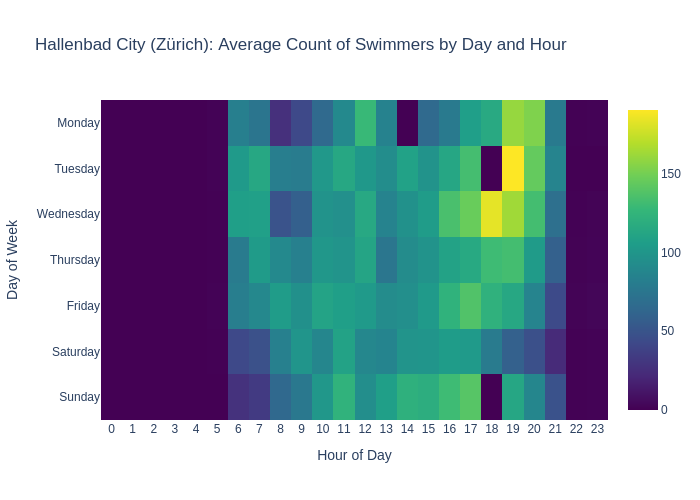 Hallenbad City (Zürich): Average Count of Swimmers by Day and Hour
Day of Week
Monday
Tuesday
Wednesday
Thursday
Friday
Saturday
Sunday
0 1 2 3 4 5 6 7 8 9 10 11 12 13 14 15 16 17 18 19 20 21 22 23
Hour of Day
150
100
50
0